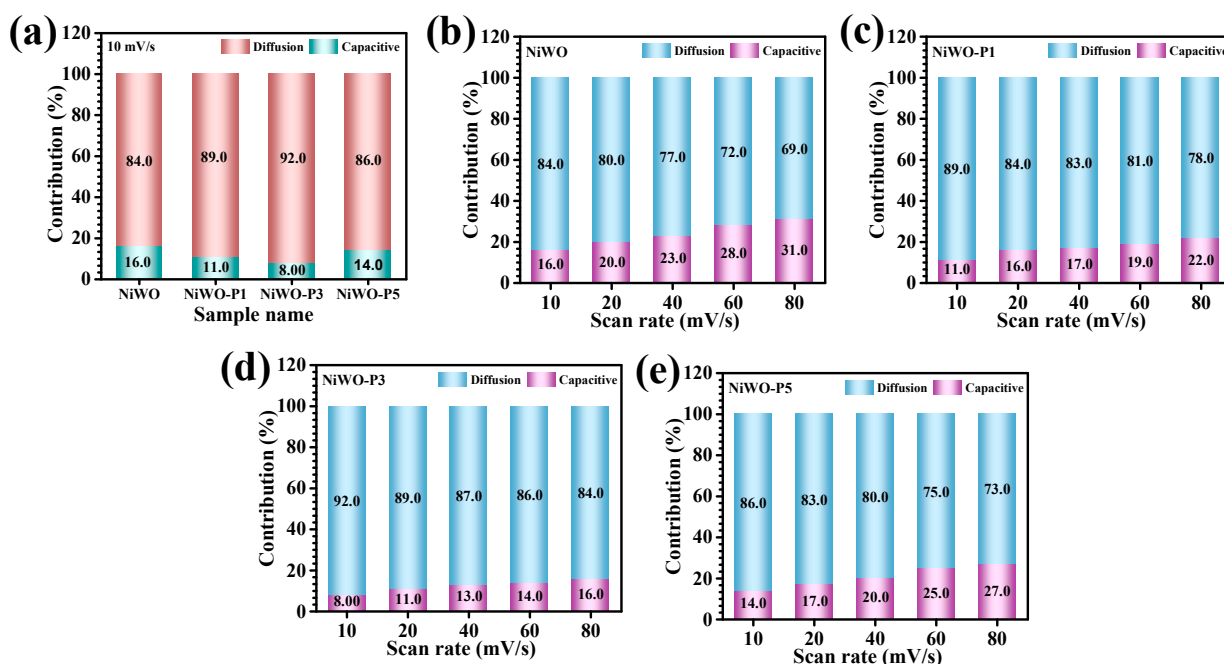 (a)
10 mV/s
Diffusion Capacitive
Contribution (%)
120
100
80
60
40
20
0
84.0 89.0 92.0 86.0
16.0 11.0 8.00 14.0
NiWO NiWO-P1 NiWO-P3 NiWO-P5
Sample name
(b)
NiWO
Diffusion Capacitive
Contribution (%)
120
100
80
60
40
20
0
84.0 80.0 77.0 72.0 69.0
16.0 20.0 23.0 28.0 31.0
10 20 40 60 80
Scan rate (mV/s)
(c)
NiWO-P1
Diffusion Capacitive
Contribution (%)
120
100
80
60
40
20
0
89.0 84.0 83.0 81.0 78.0
11.0 16.0 17.0 19.0 22.0
10 20 40 60 80
Scan rate (mV/s)
(d)
NiWO-P3
Diffusion Capacitive
Contribution (%)
120
100
80
60
40
20
0
92.0 89.0 87.0 86.0 84.0
8.00 11.0 13.0 14.0 16.0
10 20 40 60 80
Scan rate (mV/s)
(e)
NiWO-P5
Diffusion Capacitive
Contribution (%)
120
100
80
60
40
20
0
86.0 83.0 80.0 75.0 73.0
14.0 17.0 20.0 25.0 27.0
10 20 40 60 80
Scan rate (mV/s)